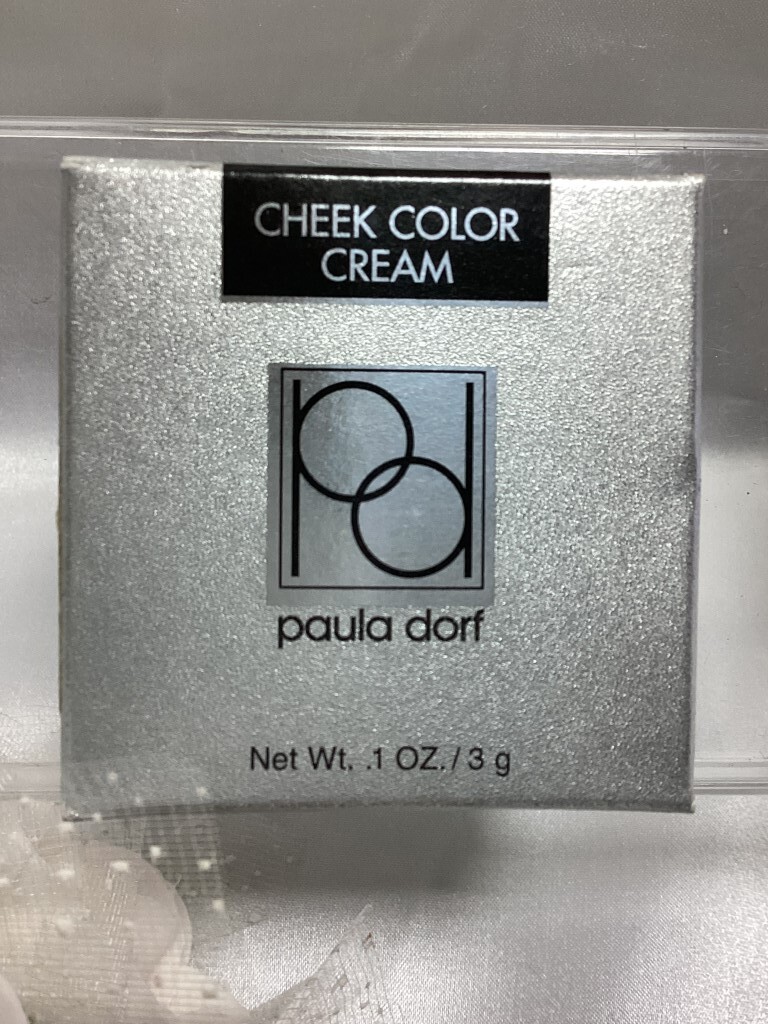 CHEEK COLOR
CREAM
pd
paula dorf
Net Wt. .1 OZ./3 g